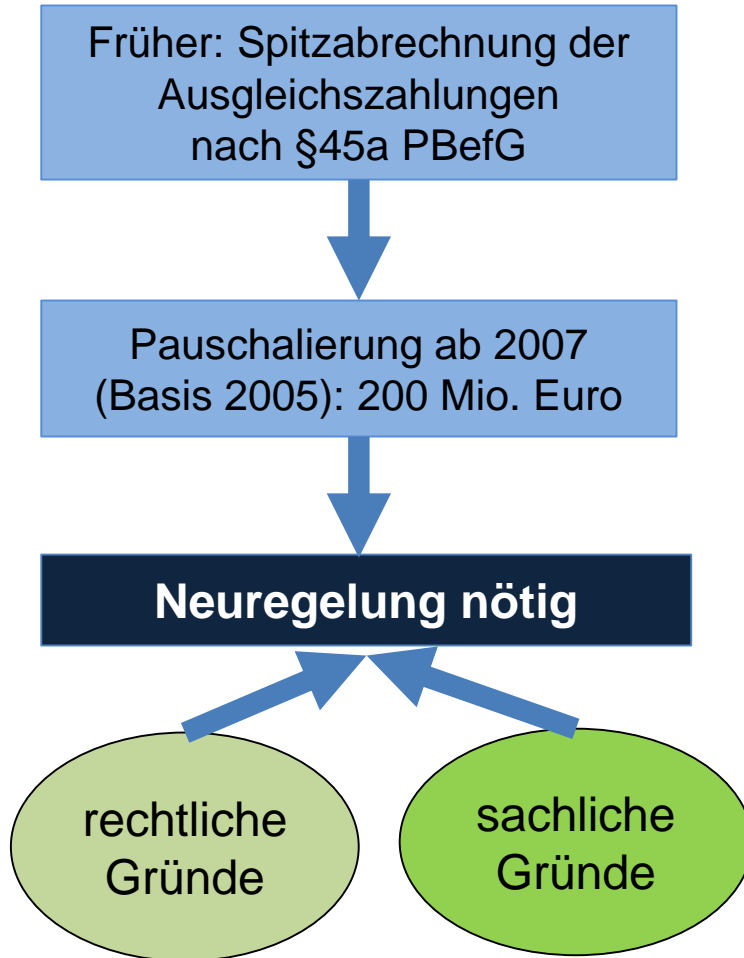 Früher: Spitzabrechnung der
Ausgleichszahlungen
nach §45a PBefG
Pauschalierung ab 2007
(Basis 2005): 200 Mio. Euro
Neuregelung nötig
rechtliche
Gründe
sachliche
Gründe